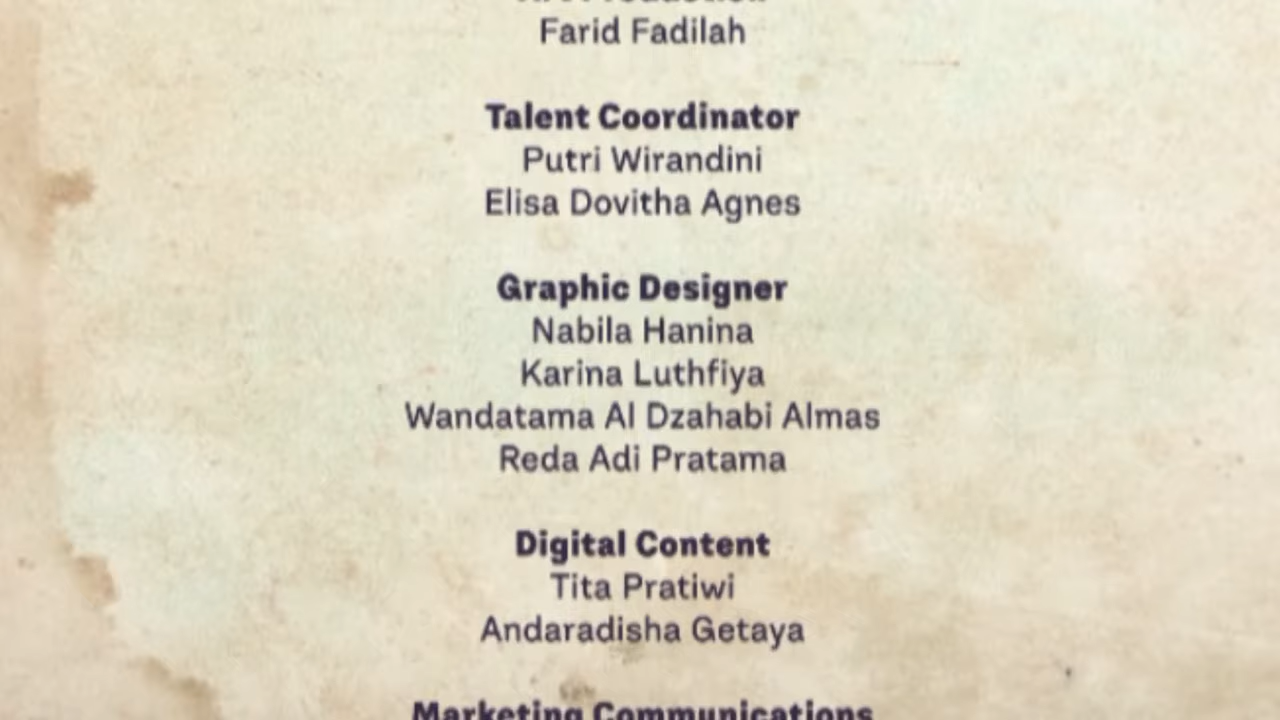 Farid Fadilah
Talent Coordinator
Putri Wirandini
Elisa Dovitha Agnes
Graphic Designer
Nabila Hanina
Karina Luthfiya
Wandatama Al Dzahabi Almas
Reda Adi Pratama
Digital Content
Tita Pratiwi
Andaradisha Getaya
Marketing Communications